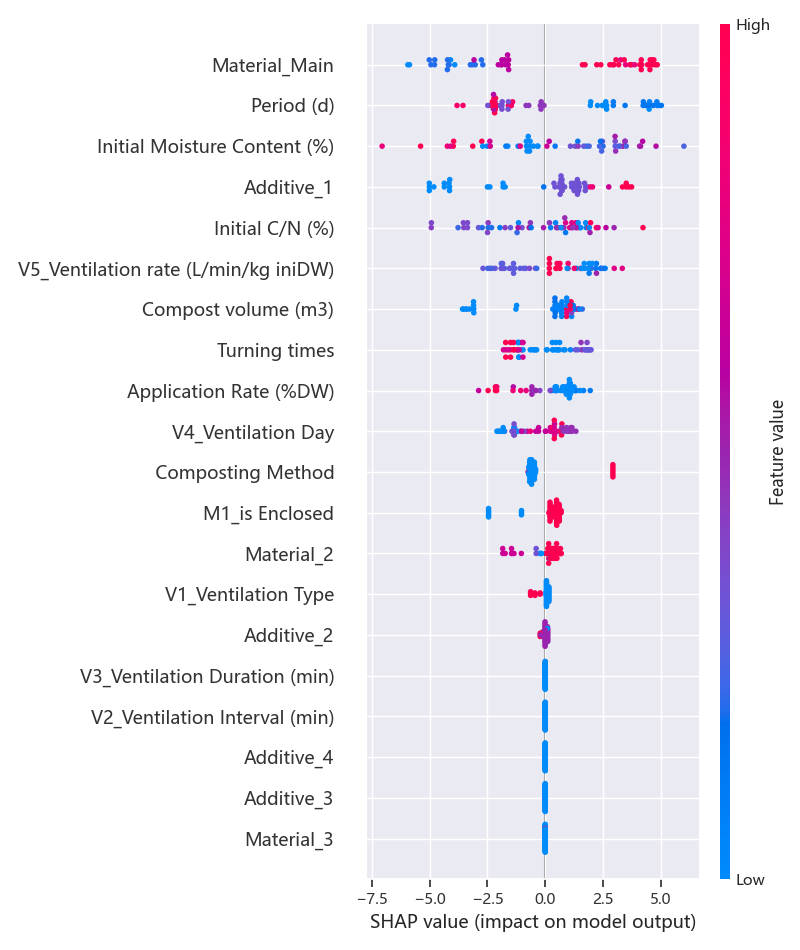 High
Material_Main
Period (d)
Initial Moisture Content (%)
Additive_1
Initial C/N (%)
V5_Ventilation rate (L/min/kg iniDW)
Compost volume (m3)
Turning times
Application Rate (%DW)
V4_Ventilation Day
Composting Method
M1_is Enclosed
Material_2
V1_Ventilation Type
Additive_2
V3_Ventilation Duration (min)
V2_Ventilation Interval (min)
Additive_4
Additive_3
Material_3
Feature value
Low
−7.5 −5.0 −2.5 0.0 2.5 5.0
SHAP value (impact on model output)